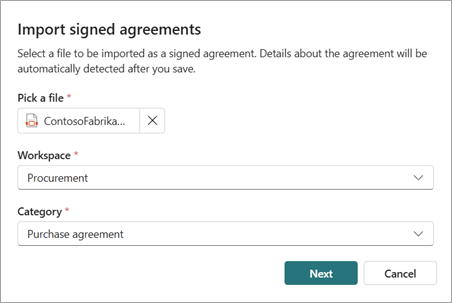 Import signed agreements
Select a file to be imported as a signed agreement. Details about the agreement will be
automatically detected after you save.
Pick a file *
ContosoFabrika...
Workspace *
Procurement
Category *
Purchase agreement
Next Cancel